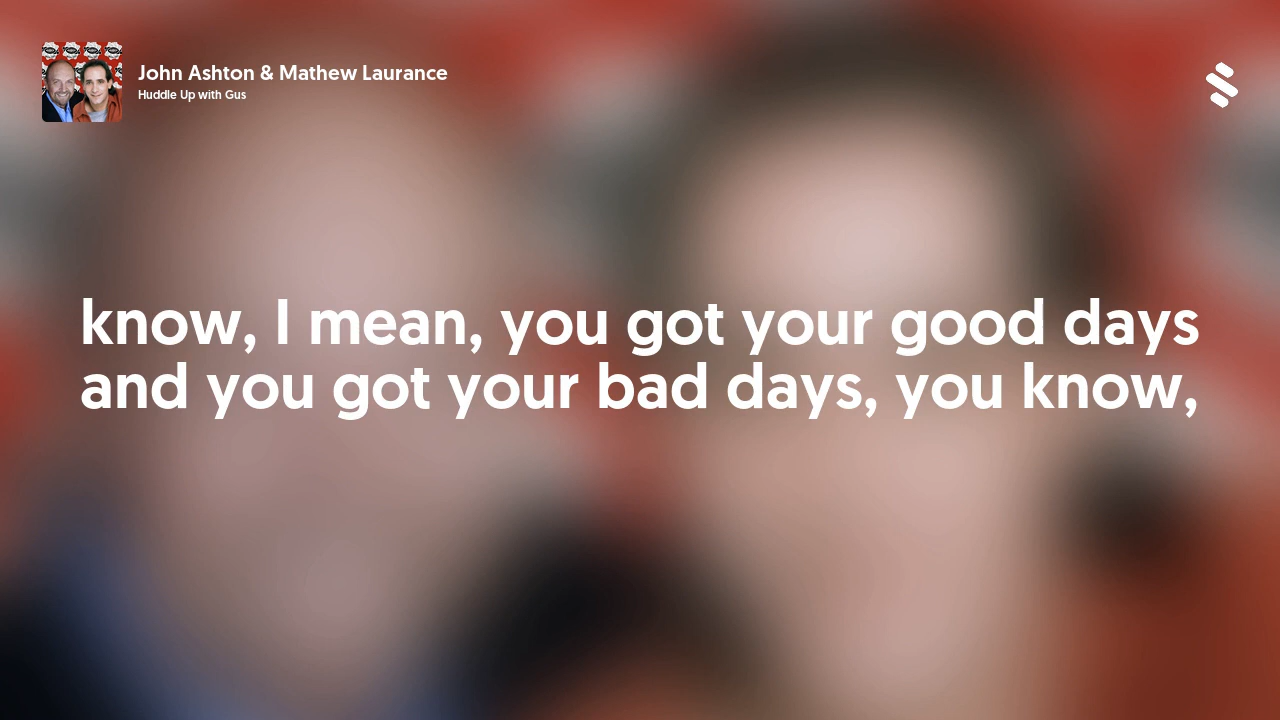 John Ashton & Mathew Laurance
Huddle Up with Gus
know, I mean, you got your good days
and you got your bad days, you know,